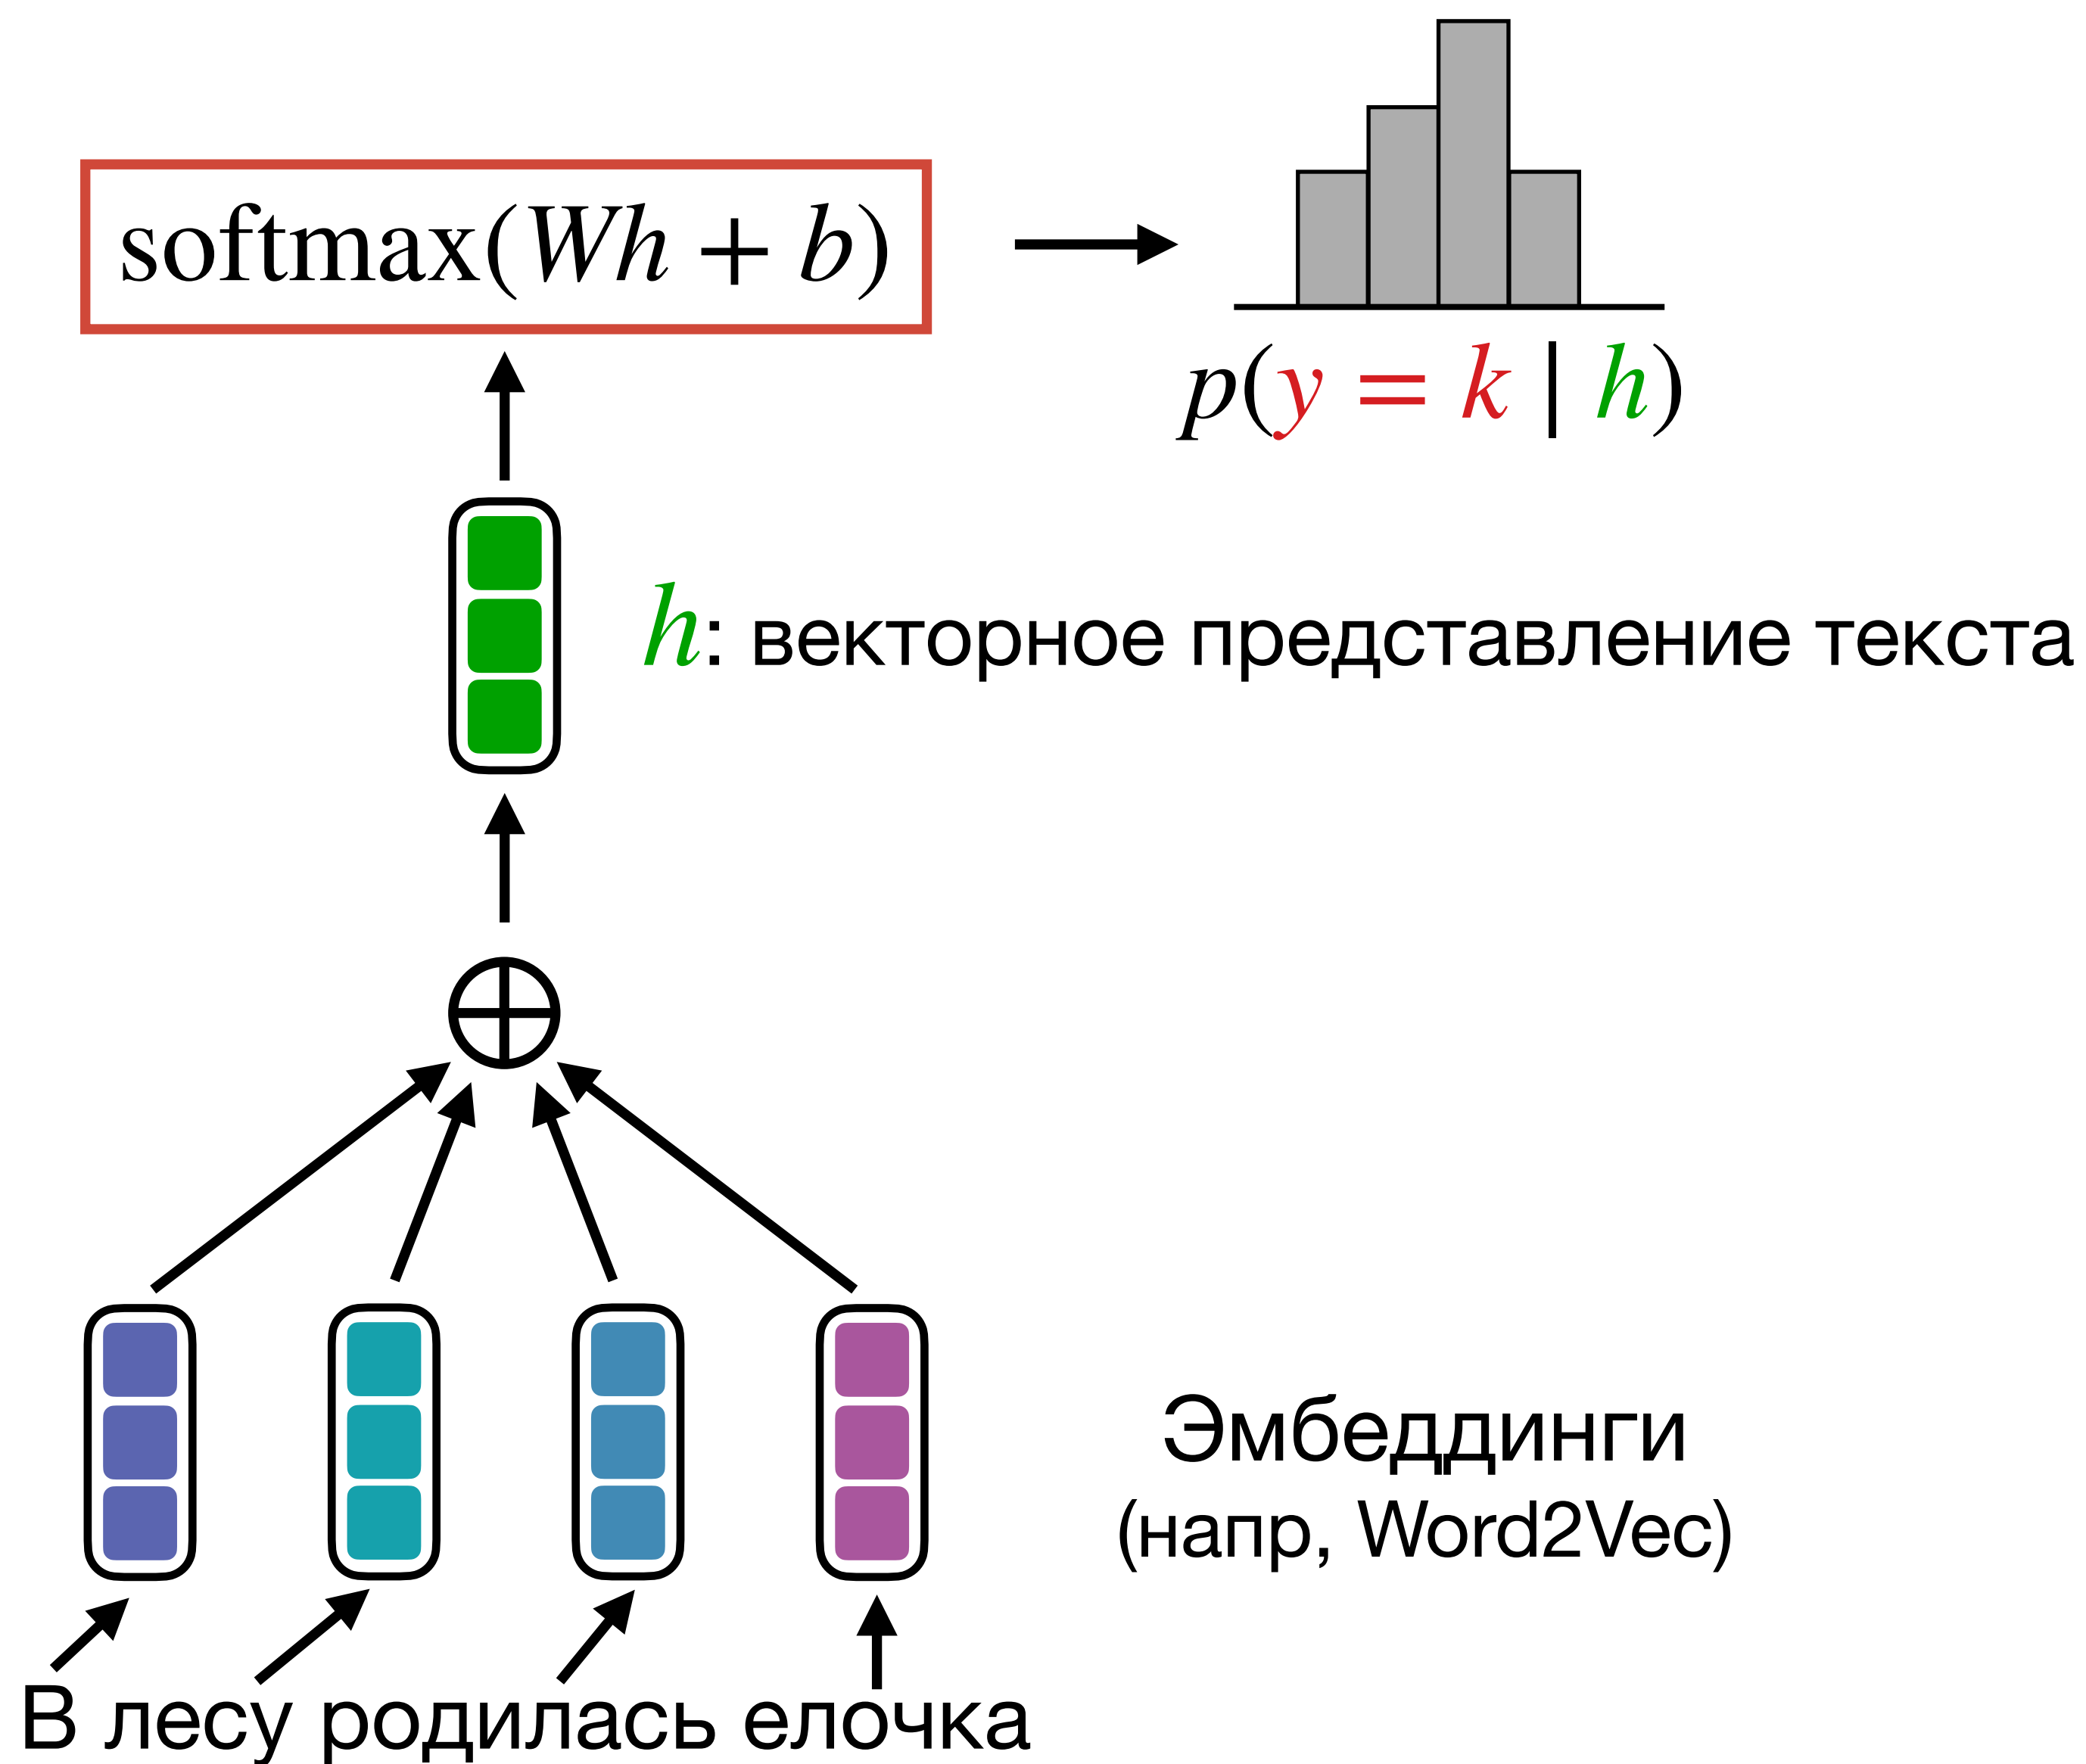 softmax(Wh + b)
p(y = k | h)
h: векторное представление текста
Эмбеддинги
(напр, Word2Vec)
В лесу родилась елочка